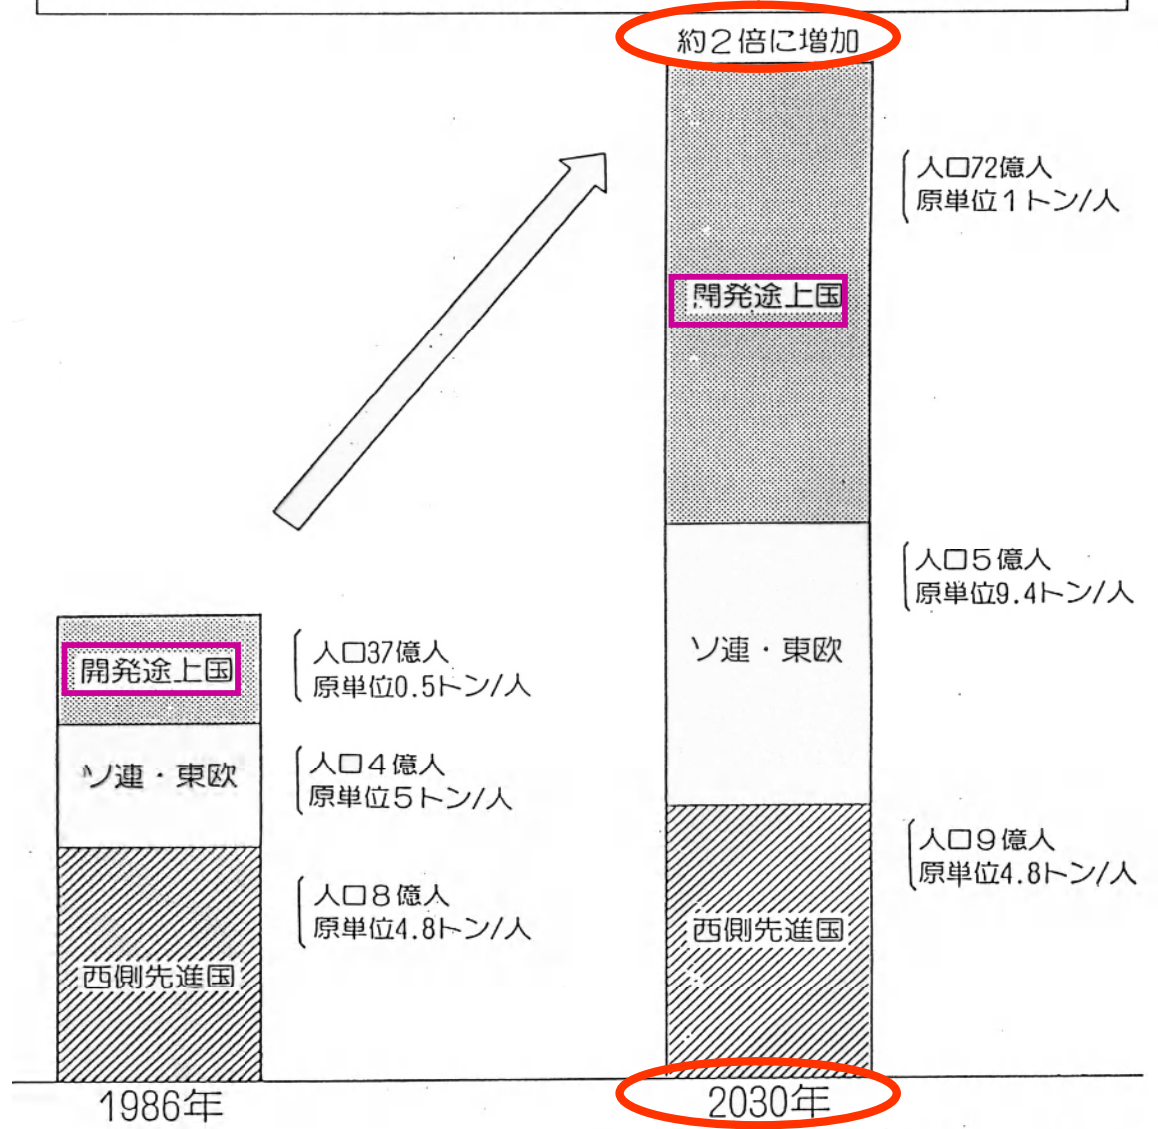 約２倍に増加
人口72億人
原単位１トン/人
開発途上国
人口５億人
原単位9.4トン/人
ソ連・東欧
人口９億人
原単位4.8トン/人
西側先進国
2030年
人口37億人
原単位0.5トン/人
開発途上国
人口４億人
原単位５トン/人
ソ連・東欧
人口８億人
原単位4.8トン/人
西側先進国
1986年